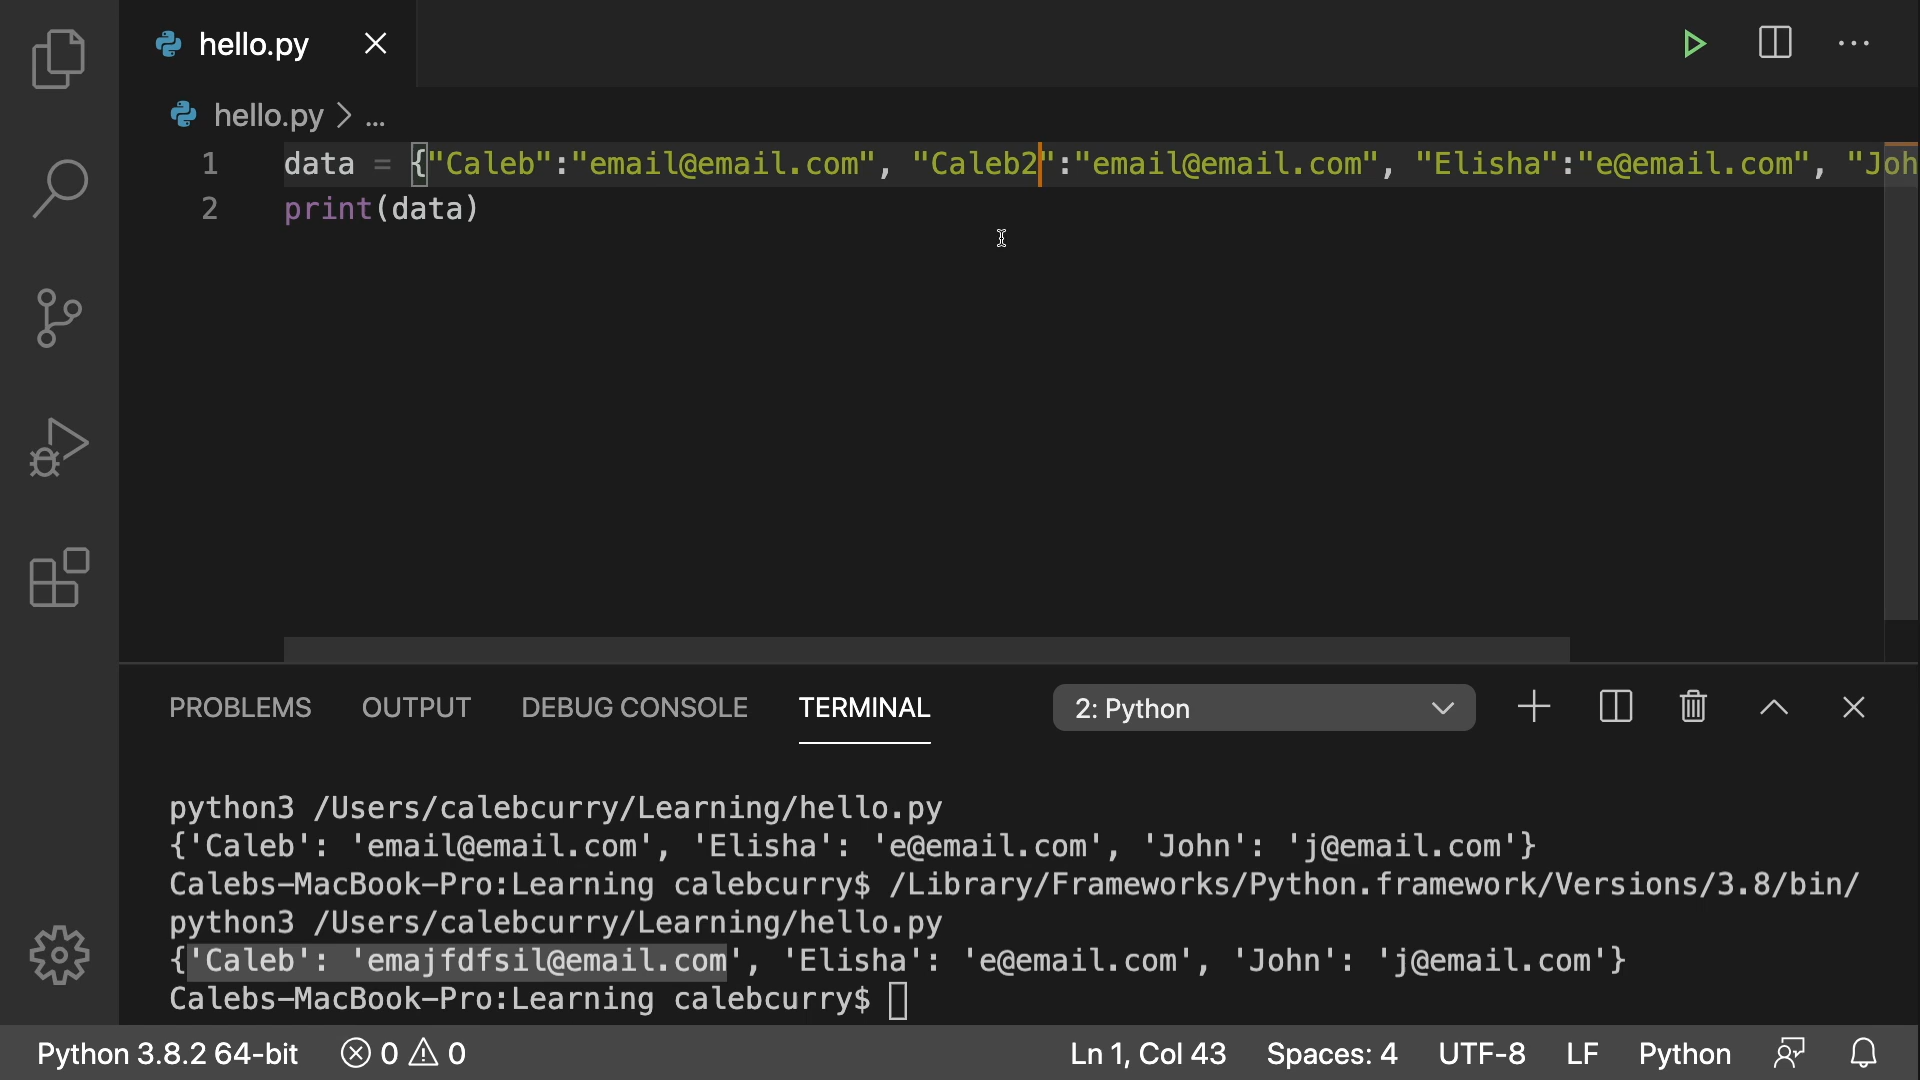 hello.py
hello.py > ...
1 data = {"Caleb":"email@email.com", "Caleb2":"email@email.com", "Elisha":"e@email.com", "Joh
2 print(data)
PROBLEMS OUTPUT DEBUG CONSOLE TERMINAL 2: Python
python3 /Users/calebcurry/Learning/hello.py
{'Caleb': 'email@email.com', 'Elisha': 'e@email.com', 'John': 'j@email.com'}
Calebs-MacBook-Pro:Learning calebcurry$ /Library/Frameworks/Python.framework/Versions/3.8/bin/
python3 /Users/calebcurry/Learning/hello.py
{'Caleb': 'emajfdfsil@email.com', 'Elisha': 'e@email.com', 'John': 'j@email.com'}
Calebs-MacBook-Pro:Learning calebcurry$
Python 3.8.2 64-bit 0 0 Ln 1, Col 43 Spaces: 4 UTF-8 LF Python